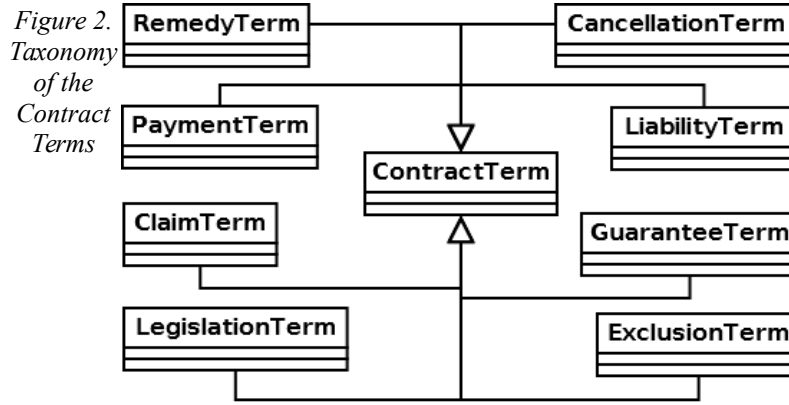 Figure 2.
Taxonomy
of the
Contract
Terms
RemedyTerm
CancellationTerm
PaymentTerm
LiabilityTerm
ContractTerm
ClaimTerm
GuaranteeTerm
LegislationTerm
ExclusionTerm